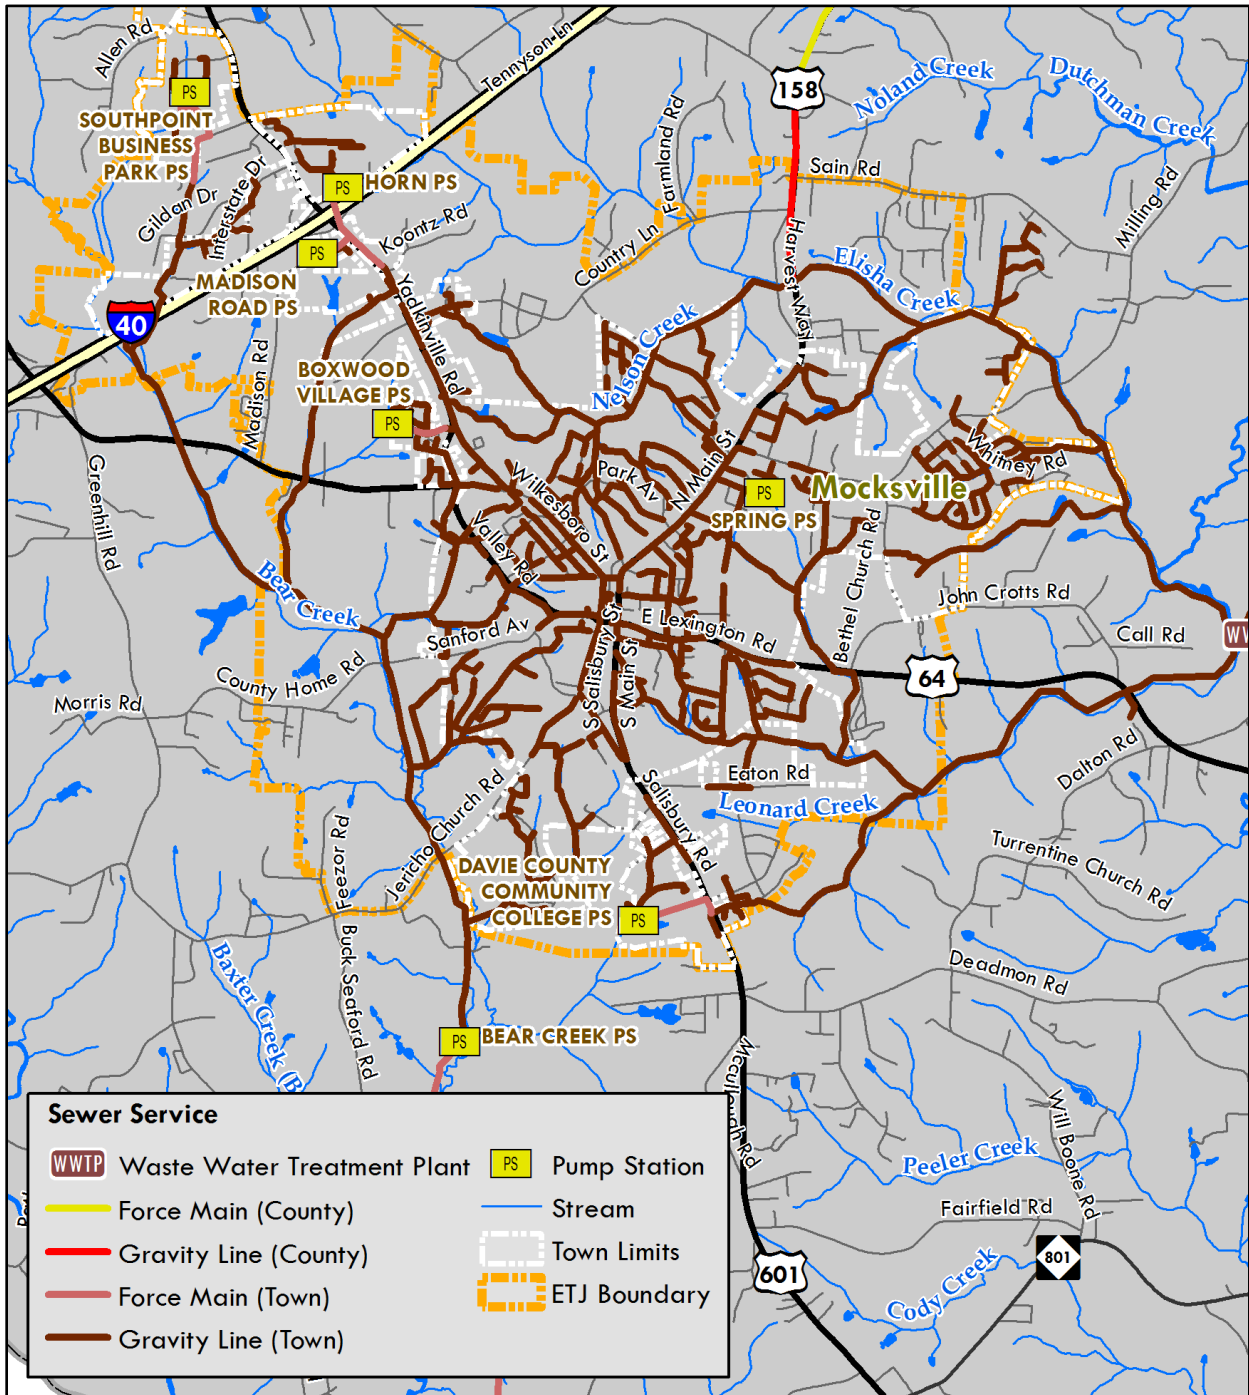 Allen Rd
Tennyson Ln
158
Noland Creek
Dutchman Creek
PS
SOUTHPOINT
BUSINESS
PARK PS
Farmland Rd
Sain Rd
Milling Rd
PS
HORN PS
Gildan Dr
Interstate Dr
Koontz Rd
PS
Country Ln
Harvest Way
Elisha Creek
MADISON
ROAD PS
Yadkinville Rd
40
Nelson Creek
Madison Rd
BOXWOOD
VILLAGE PS
PS
Greenhill Rd
Wilkesboro St
Park Av
N Main St
Whitney Rd
PS
Mocksville
SPRING PS
Valley Rd
Bethel Church Rd
Bear Creek
John Crotts Rd
Sanford Av
E Lexington Rd
Call Rd
WW
County Home Rd
64
Morris Rd
S Salisbury St
S Main St
Dalton Rd
Eaton Rd
Salisbury Rd
Leonard Creek
Feezor Rd
Jericho Church Rd
Turrentine Church Rd
DAVIE COUNTY
COMMUNITY
COLLEGE PS
PS
Baxter Creek (B
Buck Seaford Rd
Deadmon Rd
PS
BEAR CREEK PS
Mccullough Rd
Will Boone Rd
Peeler Creek
Fairfield Rd
801
601
Cody Creek
Sewer Service
WWTP Waste Water Treatment Plant
PS Pump Station
Force Main (County)
Stream
Gravity Line (County)
Town Limits
Force Main (Town)
ETJ Boundary
Gravity Line (Town)